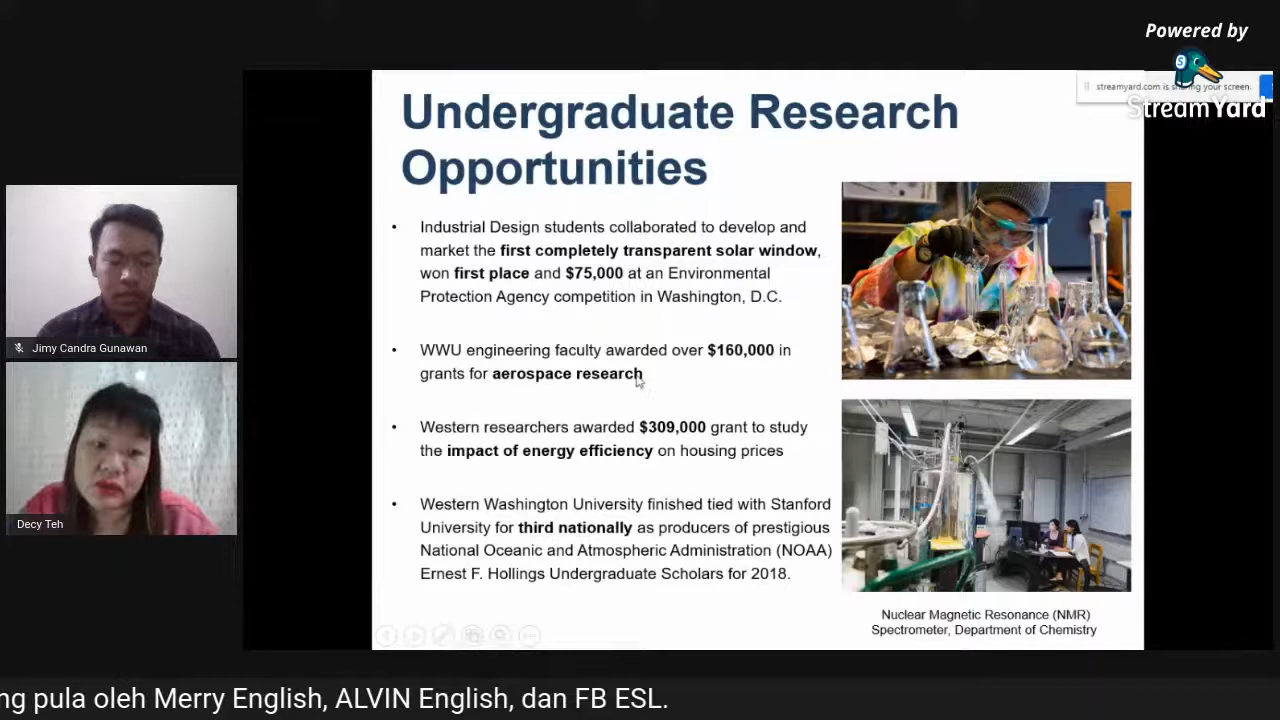 Powered by
StreamYard
streamyard.com is sharing your screen.
Undergraduate Research
Opportunities
• Industrial Design students collaborated to develop and
market the first completely transparent solar window,
won first place and $75,000 at an Environmental
Protection Agency competition in Washington, D.C.
• WWU engineering faculty awarded over $160,000 in
grants for aerospace research
• Western researchers awarded $309,000 grant to study
the impact of energy efficiency on housing prices
• Western Washington University finished tied with Stanford
University for third nationally as producers of prestigious
National Oceanic and Atmospheric Administration (NOAA)
Ernest F. Hollings Undergraduate Scholars for 2018.
Nuclear Magnetic Resonance (NMR)
Spectrometer, Department of Chemistry
Jimy Candra Gunawan
Decy Teh
ng pula oleh Merry English, ALVIN English, dan FB ESL.